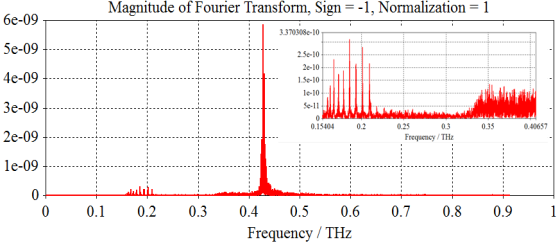 Magnitude of Fourier Transform, Sign = -1, Normalization = 1
6e-09
5e-09
4e-09
3e-09
2e-09
1e-09
0
0 0.1 0.2 0.3 0.4 0.5 0.6 0.7 0.8 0.9 1
Frequency / THz
3.370308e-10
2.5e-10
2e-10
1.5e-10
1e-10
5e-11
0
0.15404 0.2 0.25 0.3 0.35 0.40657
Frequency / THz